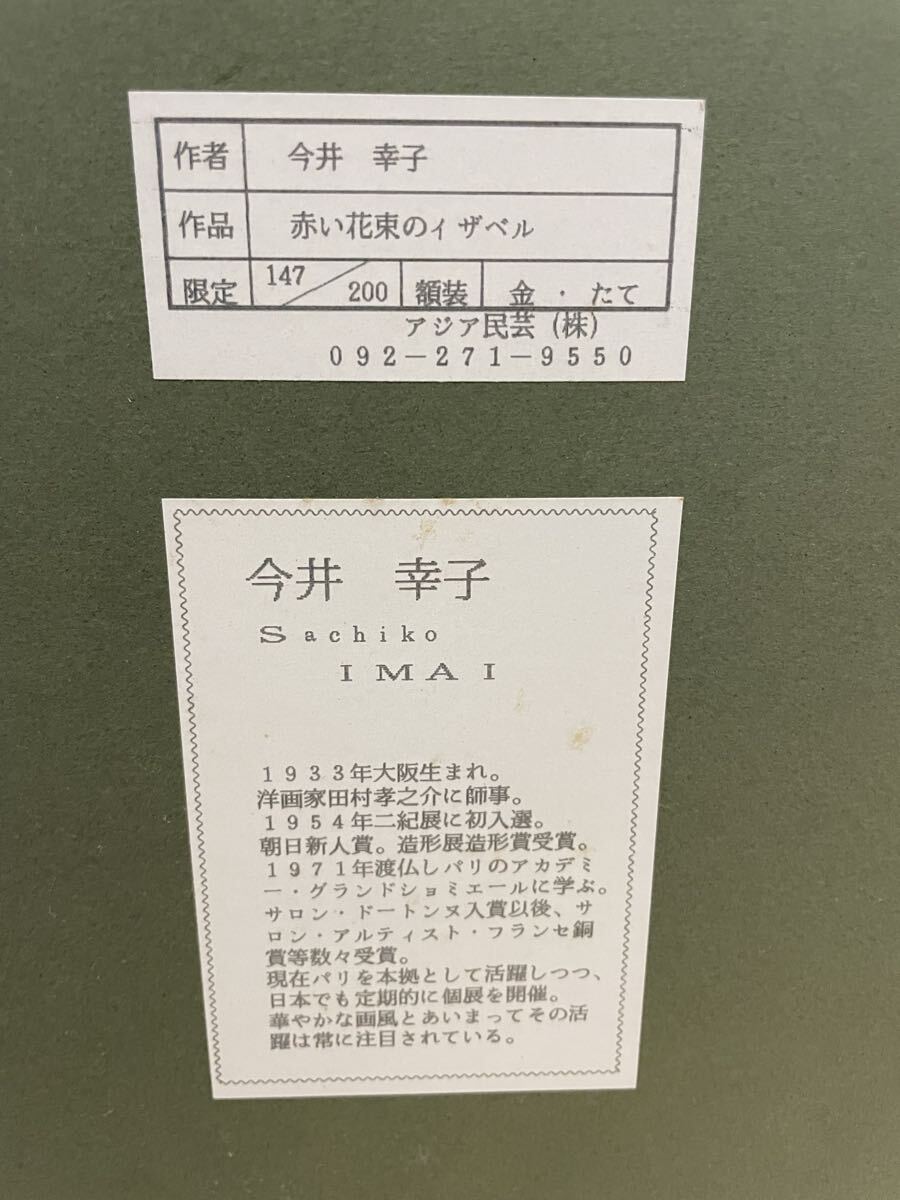 作者 今井 幸子
作品 赤い花束のイザベル
限定 147/200 額装 金・たて
アジア民芸(株)
092-271-9550
今井 幸子
Sachiko
IMAI
1933年大阪生まれ。
洋画家田村孝之介に師事。
1954年二紀展に初入選。
朝日新人賞。造形展造形賞受賞。
1971年渡仏しパリのアカデミ
ー・グランドショミエールに学ぶ。
サロン・ドートンヌ入賞以後、サ
ロン・アルティスト・フランセ銅
賞等数々受賞。
現在パリを本拠として活躍しつつ、
日本でも定期的に個展を開催。
華やかな画風とあいまってその活
躍は常に注目されている。